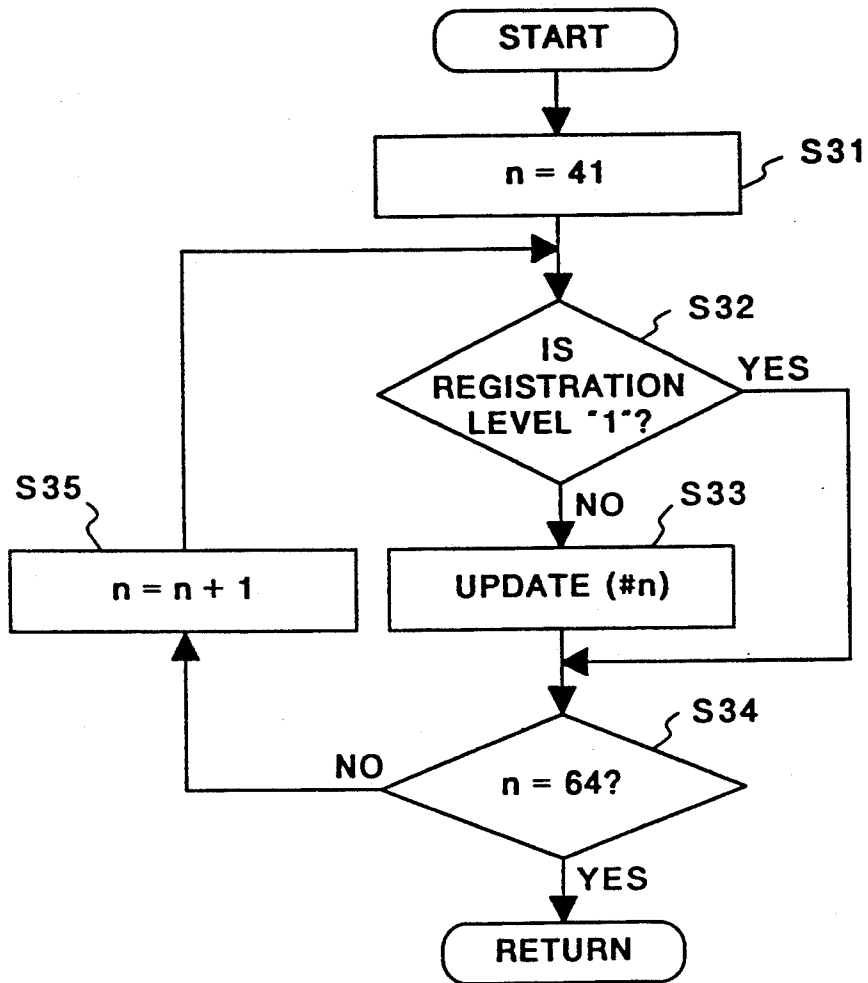 START
n = 41
S31
S32
IS
REGISTRATION
LEVEL "1"?
YES
NO
S33
UPDATE (#n)
S35
n = n + 1
S34
n = 64?
NO
YES
RETURN